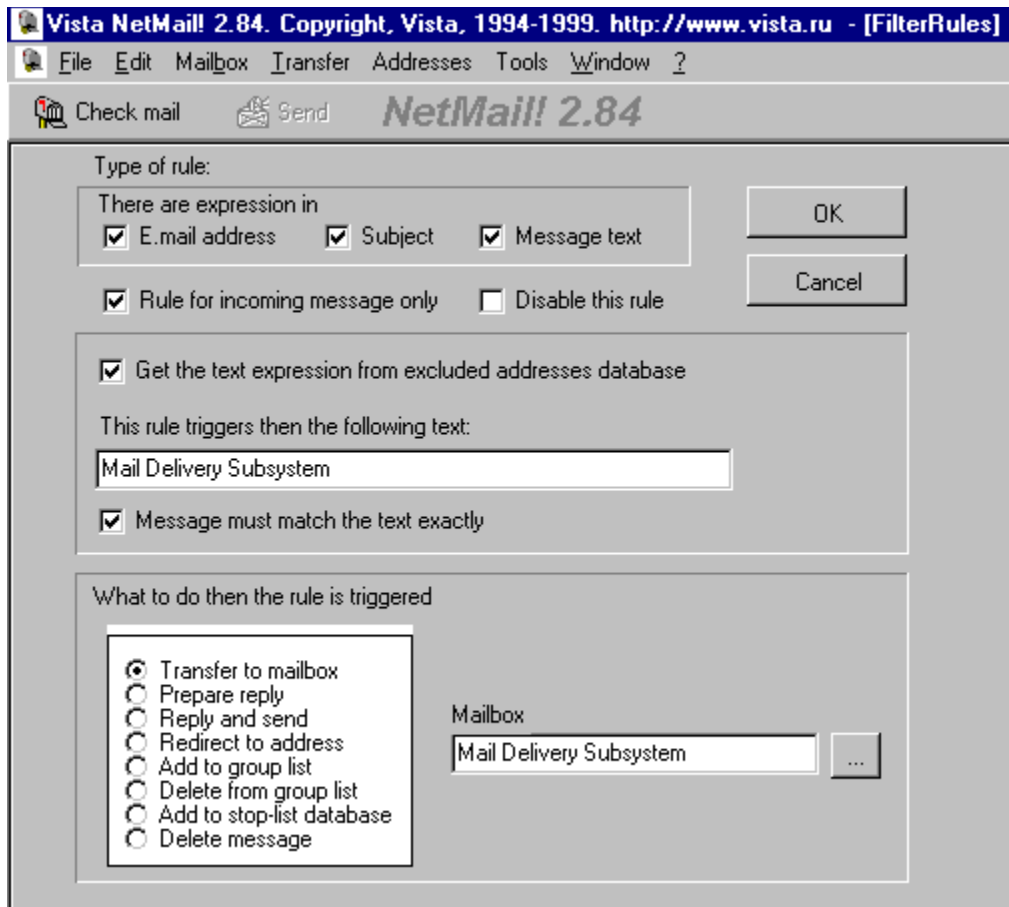 Vista NetMail! 2.84. Copyright, Vista, 1994-1999. http://www.vista.ru - [FilterRules]
File Edit Mailbox Transfer Addresses Tools Window ?
Check mail Send NetMail! 2.84
Type of rule:
There are expression in
E.mail address Subject Message text
OK
Rule for incoming message only Disable this rule
Cancel
Get the text expression from excluded addresses database
This rule triggers then the following text:
Mail Delivery Subsystem
Message must match the text exactly
What to do then the rule is triggered
Transfer to mailbox
Prepare reply
Reply and send
Redirect to address
Add to group list
Delete from group list
Add to stop-list database
Delete message
Mailbox
Mail Delivery Subsystem ...